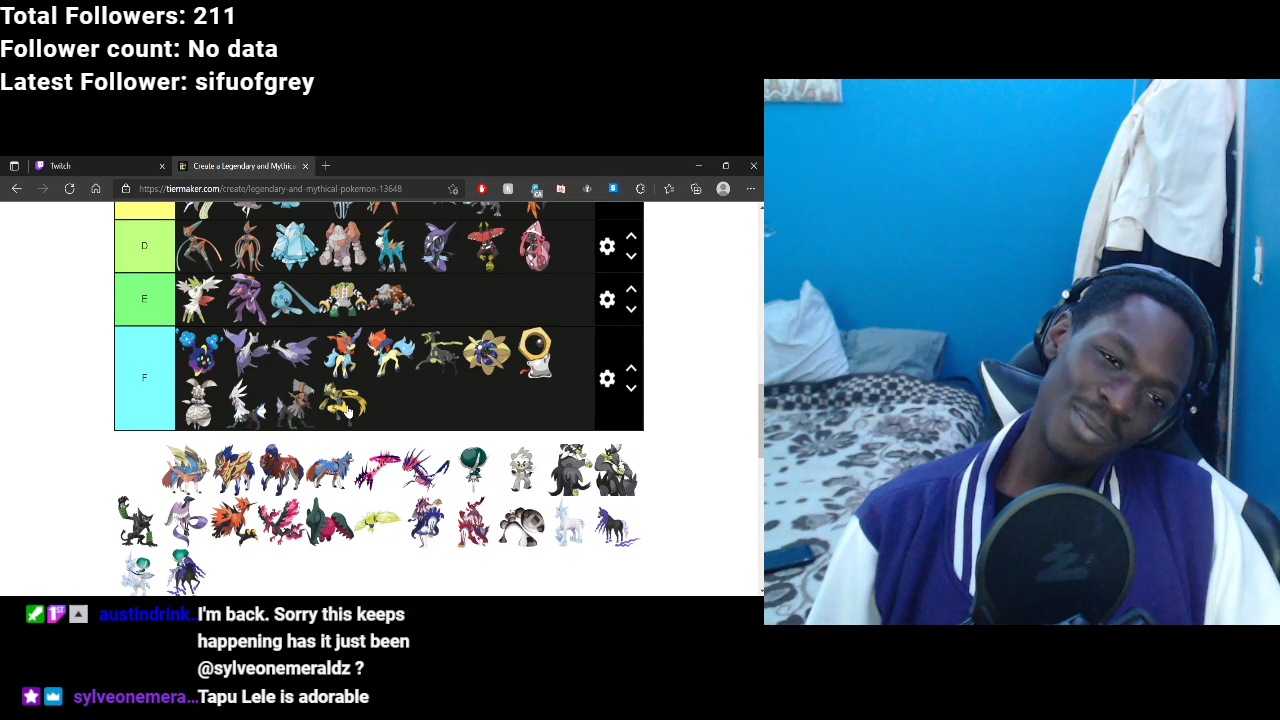 Total Followers: 211
Follower count: No data
Latest Follower: sifuofgrey
Twitch
Create a Legendary and Mythica
https://tiermaker.com/create/legendary-and-mythical-pokemon-13648
D
E
F
austindrink.. I'm back. Sorry this keeps
happening has it just been
@sylveonemeraldz ?
sylveonemera... Tapu Lele is adorable